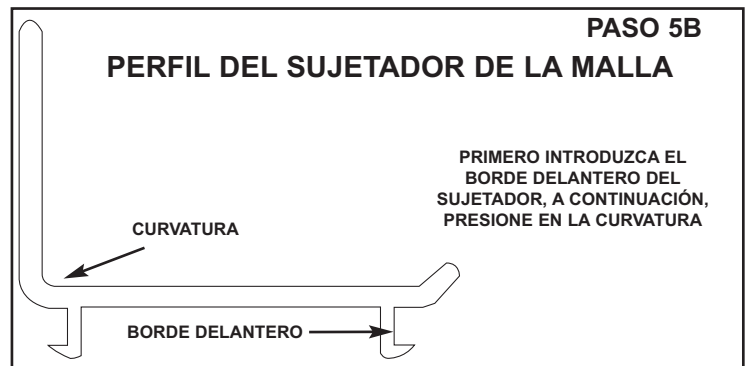 PASO 5B
PERFIL DEL SUJETADOR DE LA MALLA
PRIMERO INTRODUZCA EL
BORDE DELANTERO DEL
SUJETADOR, A CONTINUACIÓN,
PRESIONE EN LA CURVATURA
CURVATURA
BORDE DELANTERO